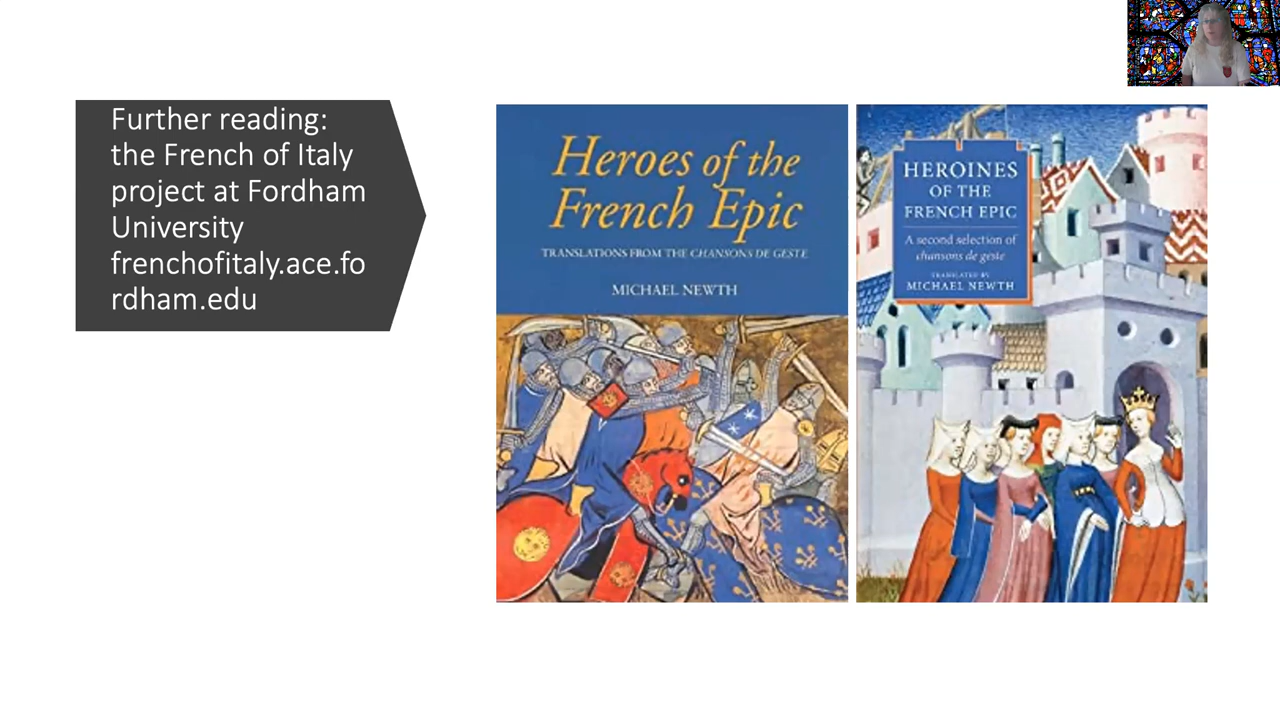 Further reading:
the French of Italy
project at Fordham
University
frenchofitaly.ace.fo
rdham.edu
Heroes of the
French Epic
TRANSLATIONS FROM THE CHANSONS DE GESTE
MICHAEL NEWTH
HEROINES
OF THE
FRENCH EPIC
A second selection of
chansons de geste
TRANSLATED BY
MICHAEL NEWTH